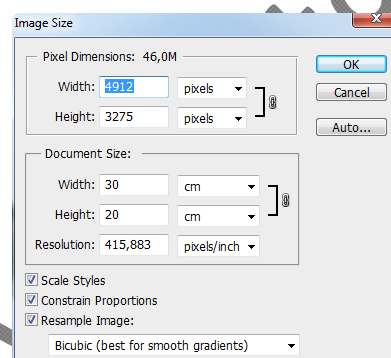 Image Size
Pixel Dimensions: 46,0M
Width: 4912 pixels
Height: 3275 pixels
OK
Cancel
Auto...
Document Size:
Width: 30 cm
Height: 20 cm
Resolution: 415,883 pixels/inch
Scale Styles
Constrain Proportions
Resample Image:
Bicubic (best for smooth gradients)